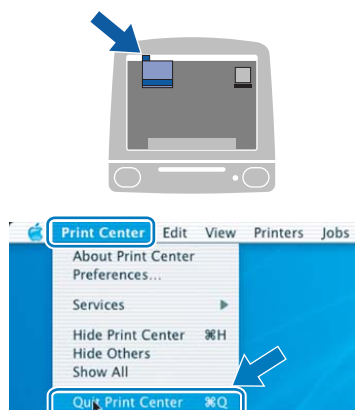 Print Center Edit View Printers Jobs
About Print Center
Preferences...
Services
Hide Print Center ⌘H
Hide Others
Show All
Quit Print Center ⌘Q